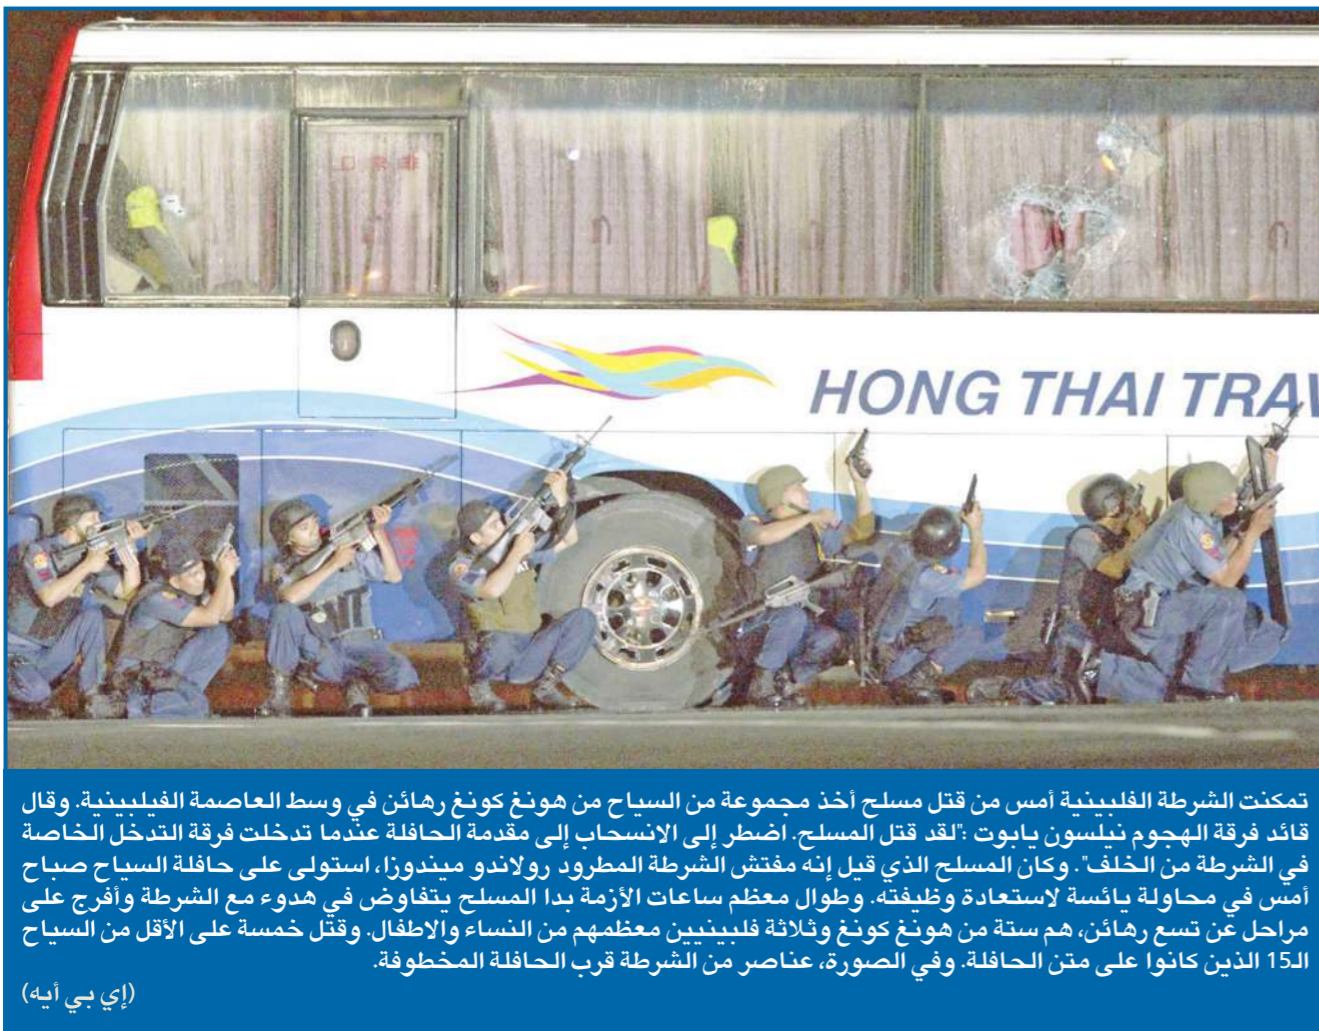 非常口
HONG THAI TRAV
تمكنت الشرطة الفلبينية أمس من قتل مسلح أخذ مجموعة من السياح من هونغ كونغ رهائن في وسط العاصمة الفيلبينية. وقال
قائد فرقة الهجوم نيلسون يابوت :"لقد قتل المسلح. اضطر إلى الانسحاب إلى مقدمة الحافلة عندما تدخلت فرقة التدخل الخاصة
في الشرطة من الخلف". وكان المسلح الذي قيل إنه مفتش الشرطة المطرود رولاندو ميندوزا، استولى على حافلة السياح صباح
أمس في محاولة يائسة لاستعادة وظيفته. وطوال معظم ساعات الأزمة بدا المسلح يتفاوض في هدوء مع الشرطة وأفرج على
مراحل عن تسع رهائن، هم ستة من هونغ كونغ وثلاثة فلبينيين معظمهم من النساء والاطفال. وقتل خمسة على الأقل من السياح
الـ15 الذين كانوا على متن الحافلة. وفي الصورة، عناصر من الشرطة قرب الحافلة المخطوفة.
(إي بي أيه)